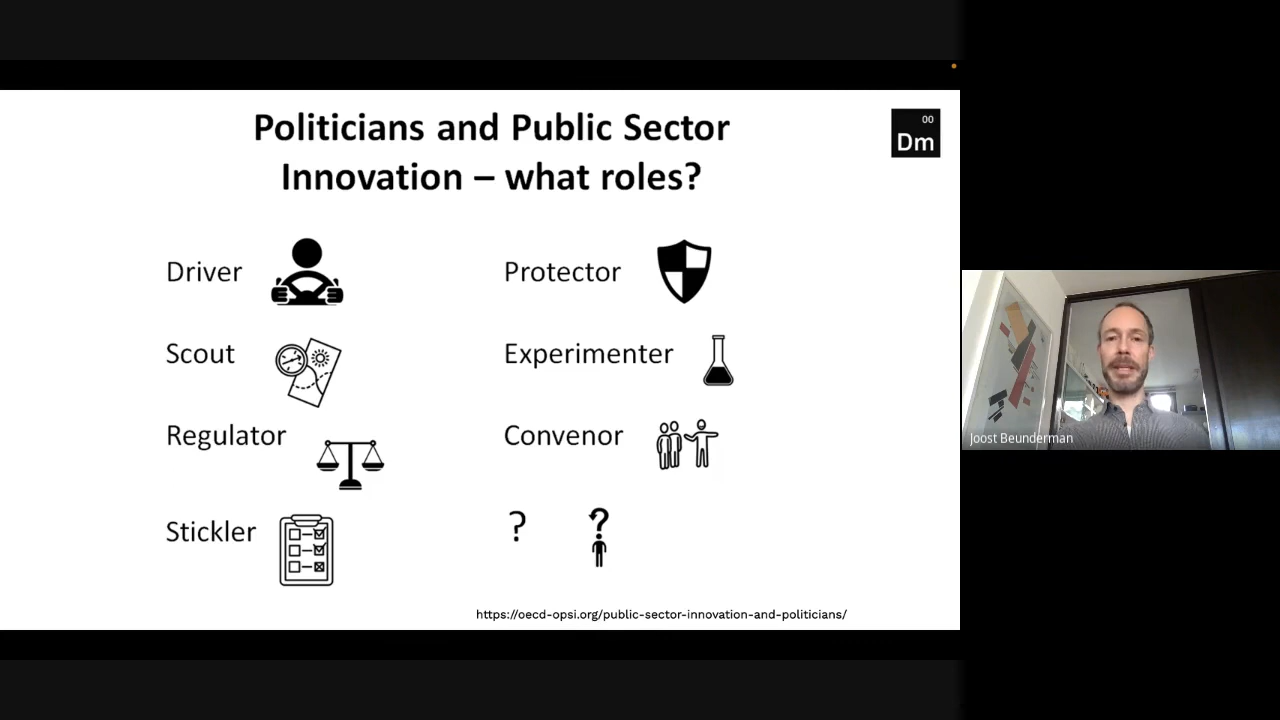 Politicians and Public Sector
Innovation – what roles?
00
Dm
Driver
Protector
Scout
Experimenter
Regulator
Convenor
Stickler
?
?
https://oecd-opsi.org/public-sector-innovation-and-politicians/
Joost Beunderman